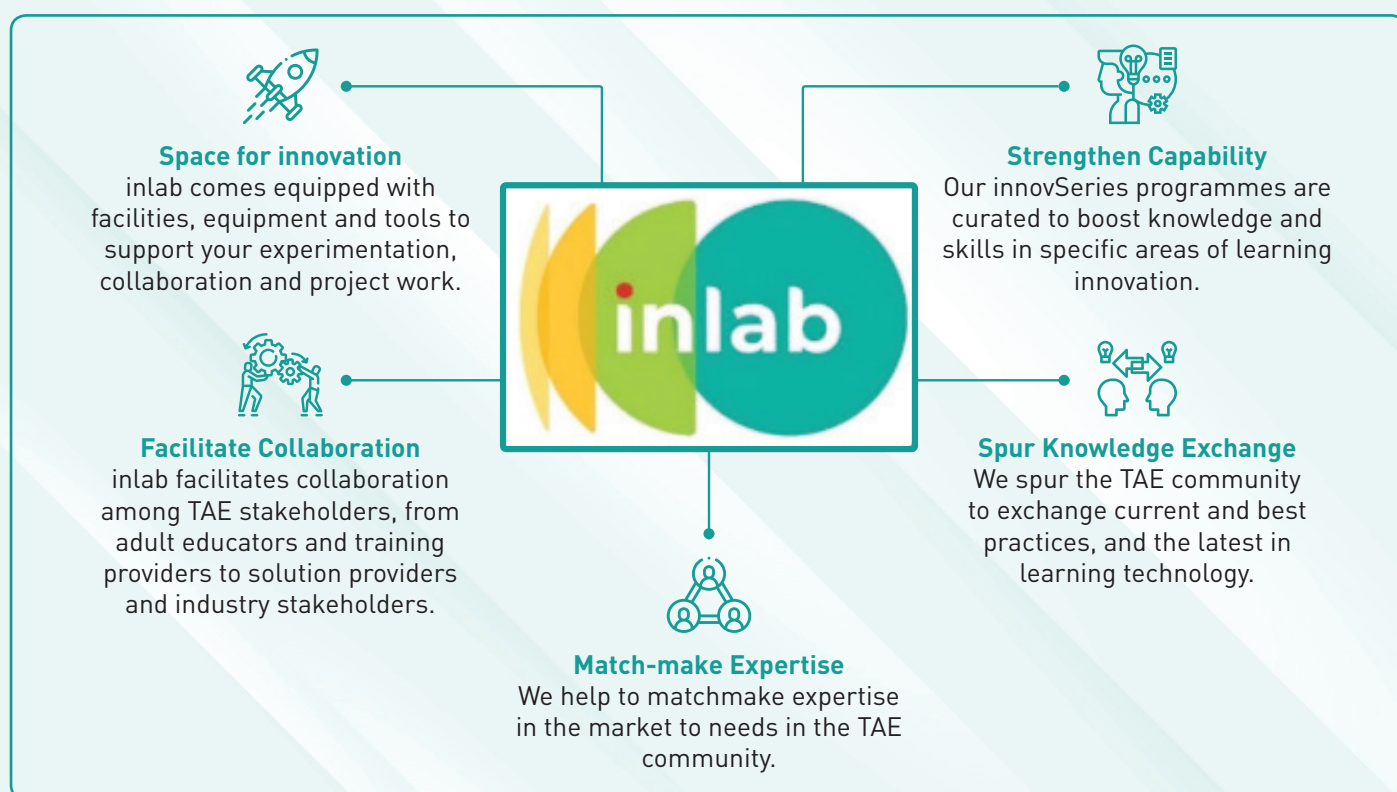 Space for innovation
inlab comes equipped with
facilities, equipment and tools to
support your experimentation,
collaboration and project work.
Facilitate Collaboration
inlab facilitates collaboration
among TAE stakeholders, from
adult educators and training
providers to solution providers
and industry stakeholders.
inlab
Match-make Expertise
We help to matchmake expertise
in the market to needs in the TAE
community.
Strengthen Capability
Our innovSeries programmes are
curated to boost knowledge and
skills in specific areas of learning
innovation.
Spur Knowledge Exchange
We spur the TAE community
to exchange current and best
practices, and the latest in
learning technology.